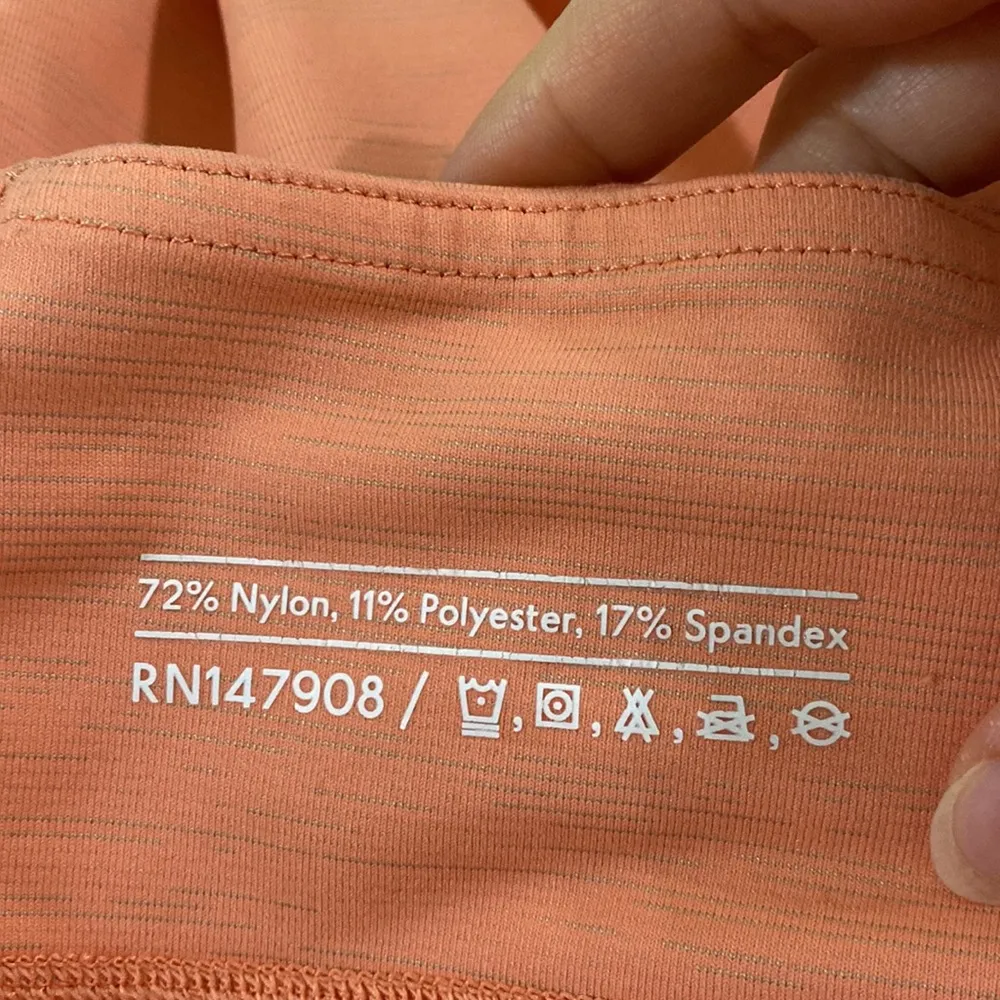 72% Nylon, 11% Polyester, 17% Spandex
RN147908 / , , , ,